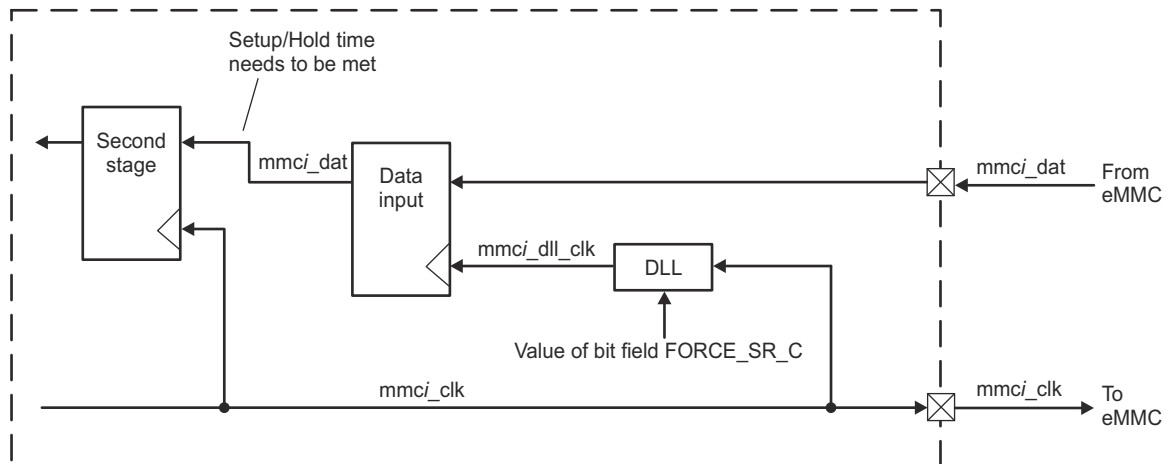 Setup/Hold time
needs to be met
Second
stage
mmci_dat
Data
input
mmci_dat
From
eMMC
mmci_dll_clk
DLL
Value of bit field FORCE_SR_C
mmci_clk
mmci_clk
To
eMMC